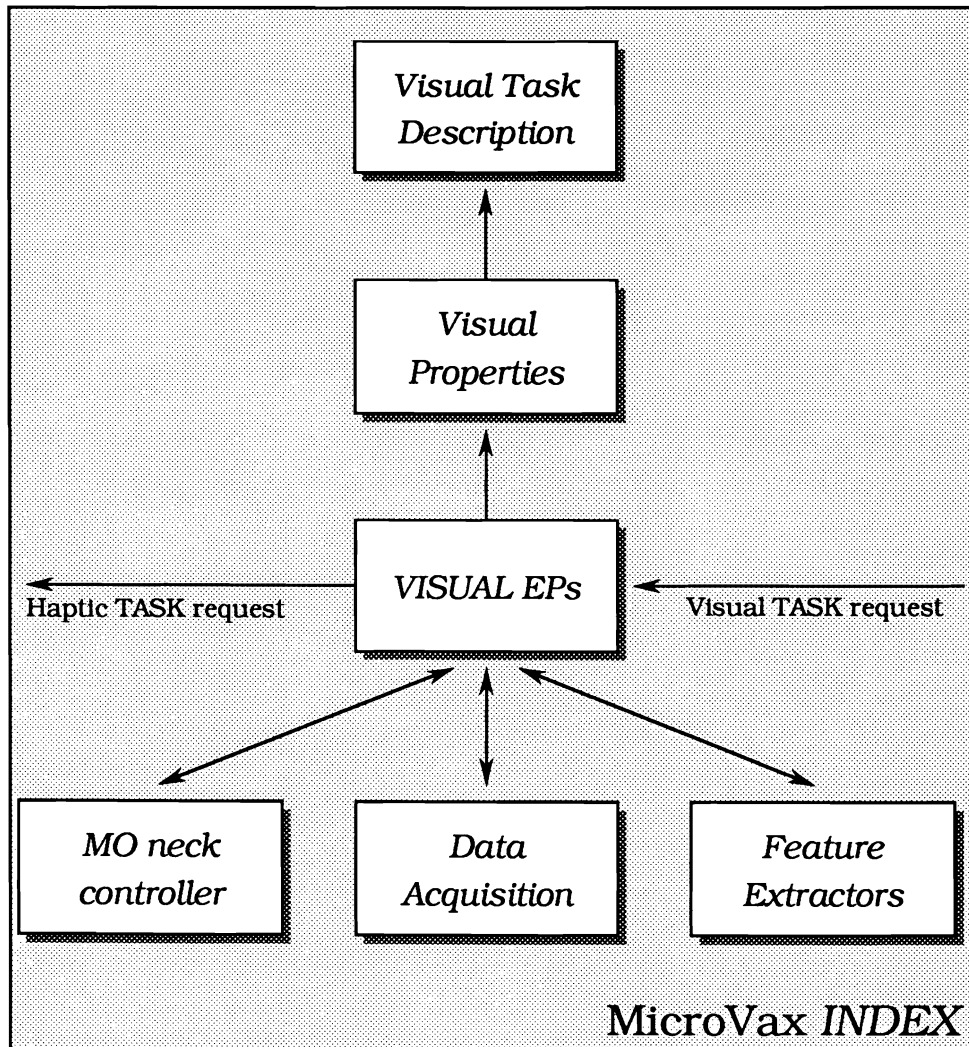 Visual Task
Description
Visual
Properties
VISUAL EPs
Haptic TASK request
Visual TASK request
MO neck
controller
Data
Acquisition
Feature
Extractors
MicroVax INDEX